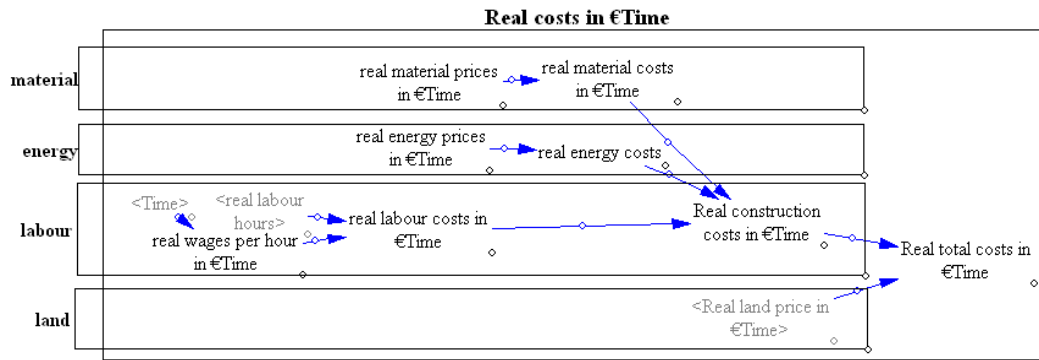 Real costs in €Time
material
real material prices
in €Time
real material costs
in €Time
energy
real energy prices
in €Time
real energy costs
labour
<Time>
<real labour
hours>
real wages per hour
in €Time
real labour costs in
€Time
Real construction
costs in €Time
Real total costs in
€Time
land
<Real land price in
€Time>